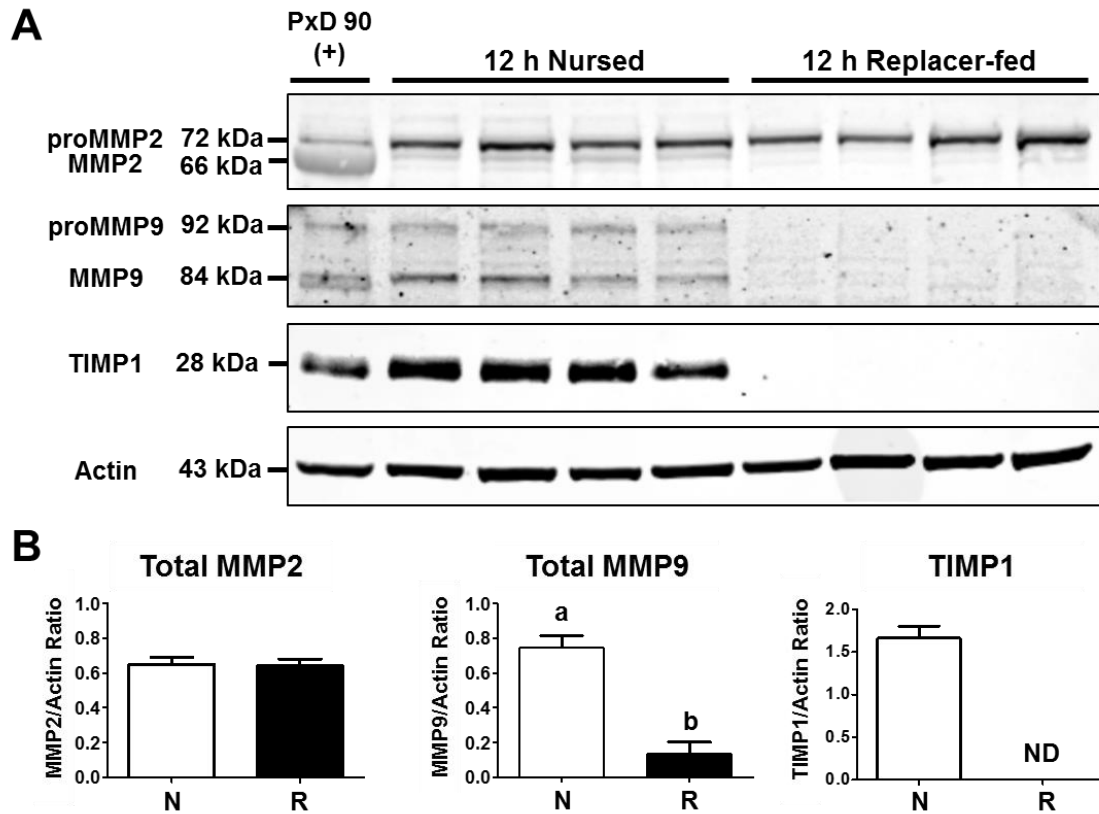 A
PxD 90
(+)
12 h Nursed
12 h Replacer-fed
proMMP2 72 kDa
MMP2 66 kDa
proMMP9 92 kDa
MMP9 84 kDa
TIMP1 28 kDa
Actin 43 kDa
B
Total MMP2
MMP2/Actin Ratio
1.0
0.8
0.6
0.4
0.2
0.0
N R
Total MMP9
MMP9/Actin Ratio
1.0
0.8
0.6
0.4
0.2
0.0
a
b
N R
TIMP1
TIMP1/Actin Ratio
2.0
1.5
1.0
0.5
0.0
ND
N R